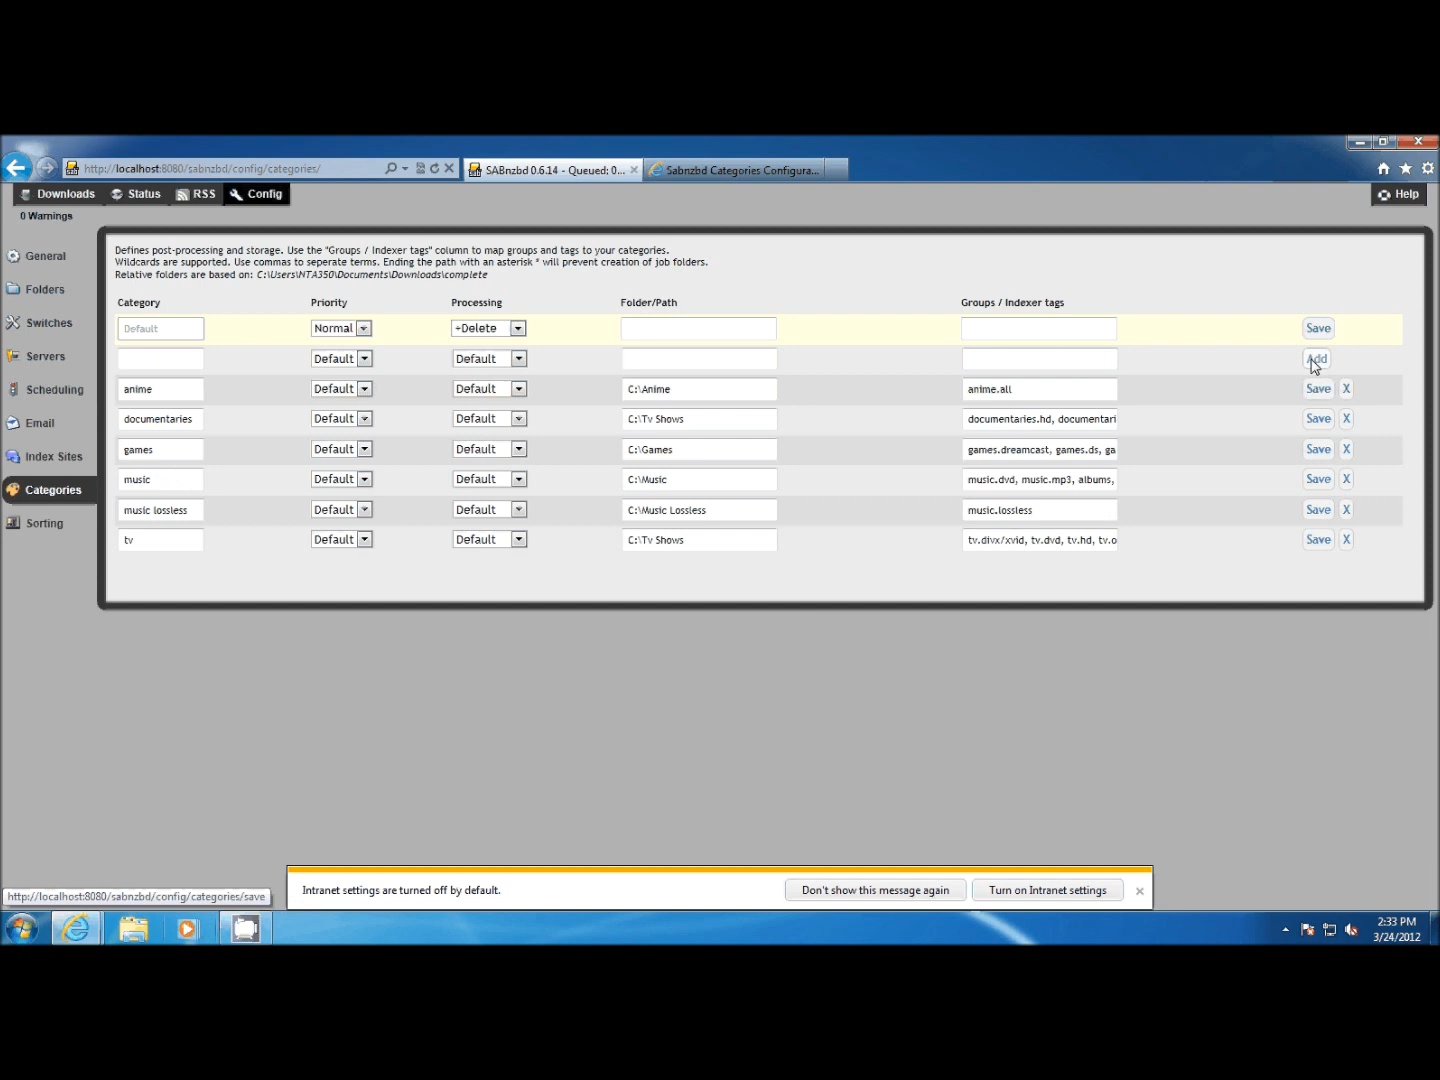 http://localhost:8080/sabnzbd/config/categories/
SABnzbd 0.6.14 - Queued: 0...
Sabnzbd Categories Configura...
Downloads
Status
RSS
Config
Help
0 Warnings
General
Folders
Switches
Servers
Scheduling
Email
Index Sites
Categories
Sorting
Defines post-processing and storage. Use the "Groups / Indexer tags" column to map groups and tags to your categories.
Wildcards are supported. Use commas to seperate terms. Ending the path with an asterisk * will prevent creation of job folders.
Relative folders are based on: C:\Users\NTA350\Documents\Downloads\complete
Category Priority Processing Folder/Path Groups / Indexer tags
Default Normal +Delete Save
Default Default Add
anime Default Default C:\Anime anime.all Save X
documentaries Default Default C:\Tv Shows documentaries.hd, documentari Save X
games Default Default C:\Games games.dreamcast, games.ds, ga Save X
music Default Default C:\Music music.dvd, music.mp3, albums, Save X
music lossless Default Default C:\Music Lossless music.lossless Save X
tv Default Default C:\Tv Shows tv.divx/xvid, tv.dvd, tv.hd, tv.o Save X
Intranet settings are turned off by default.
Don't show this message again
Turn on Intranet settings
http://localhost:8080/sabnzbd/config/categories/save
2:33 PM
3/24/2012